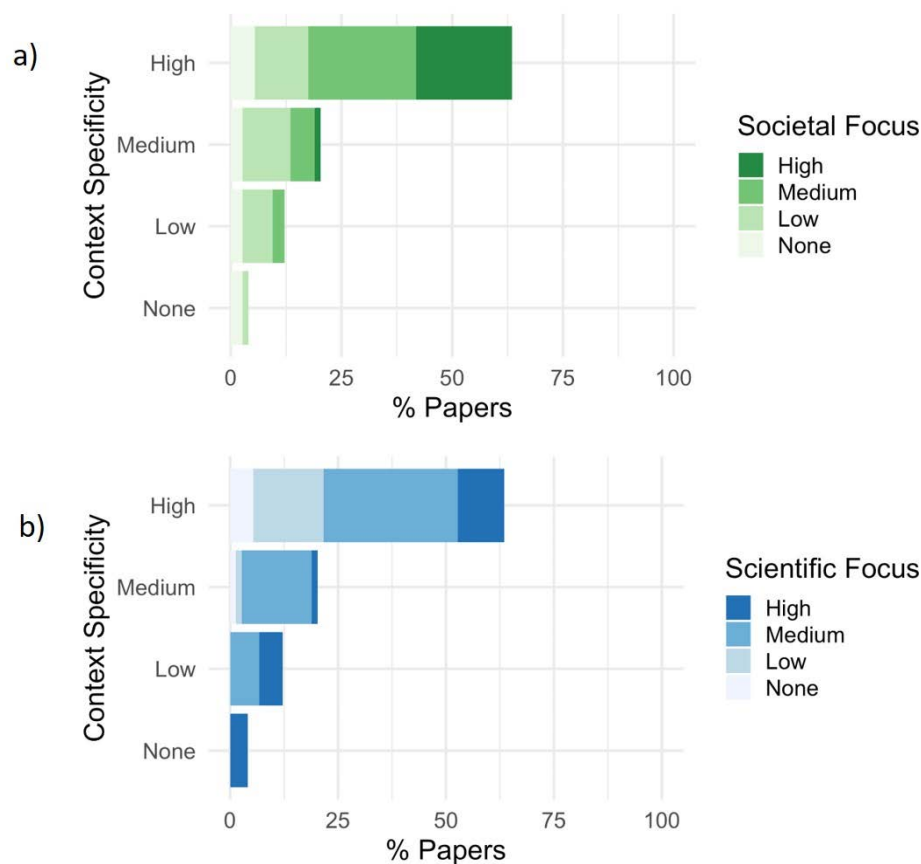 a)
Context Specificity
High
Medium
Low
None
0 25 50 75 100
% Papers
Societal Focus
High
Medium
Low
None
b)
Context Specificity
High
Medium
Low
None
0 25 50 75 100
% Papers
Scientific Focus
High
Medium
Low
None